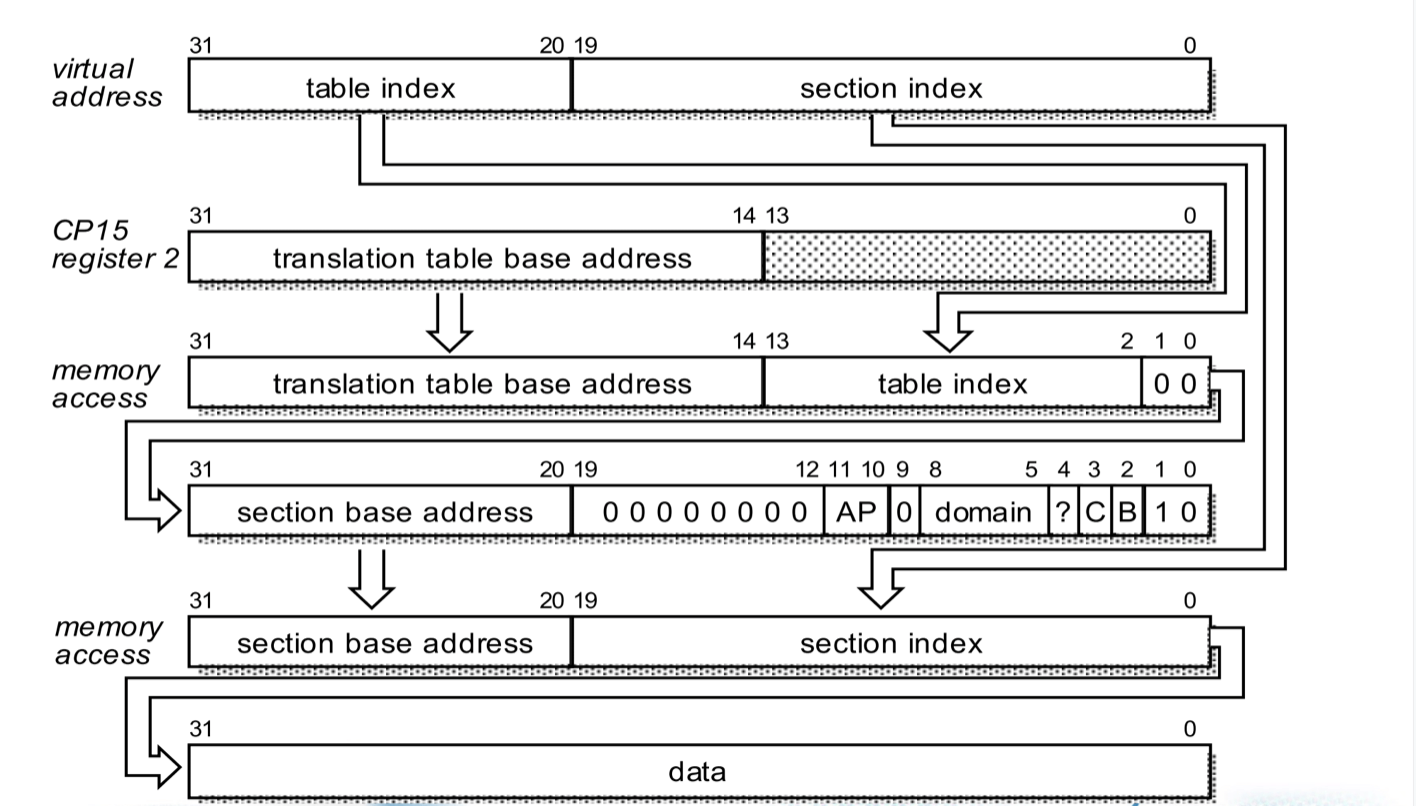 31 20 19 0
virtual
address
table index section index
31 14 13 0
CP15
register 2
translation table base address
31 14 13 2 1 0
memory
access
translation table base address table index 0 0
31 20 19 12 11 10 9 8 5 4 3 2 1 0
section base address 0 0 0 0 0 0 0 0 AP 0 domain ? C B 1 0
31 20 19 0
memory
access
section base address section index
31 0
data